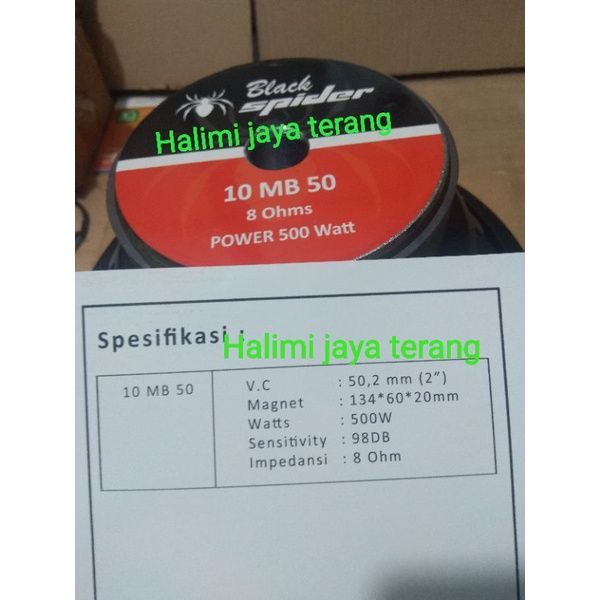 Black
spider
Halimi jaya terang
10 MB 50
8 Ohms
POWER 500 Watt
Spesifikasi :
Halimi jaya terang
10 MB 50
V.C : 50,2 mm (2”)
Magnet : 134*60*20mm
Watts : 500W
Sensitivity : 98DB
Impedansi : 8 Ohm